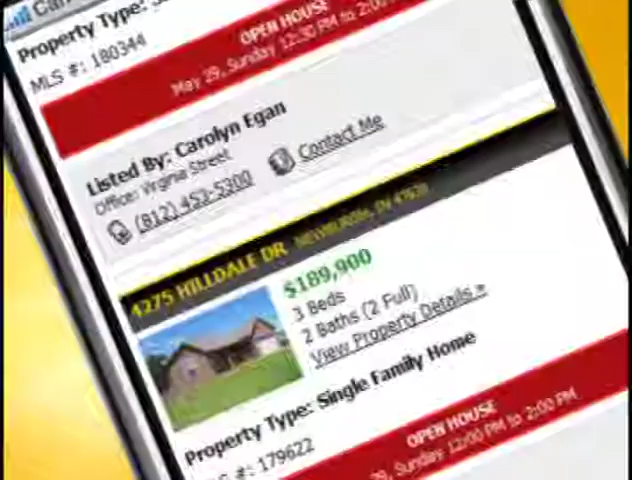 Property Type:
MLS #: 180344
OPEN HOUSE
May 29, Sunday 12:30 PM to 2:00
Listed By: Carolyn Egan
Office: Virginia Street
(812) 453-5300
Contact Me
4275 HILLDALE DR NEWBURGH, IN 47630
$189,900
3 Beds
2 Baths (2 Full)
View Property Details »
Property Type: Single Family Home
#: 179622
OPEN HOUSE
29, Sunday 12:00 PM to 2:00 PM